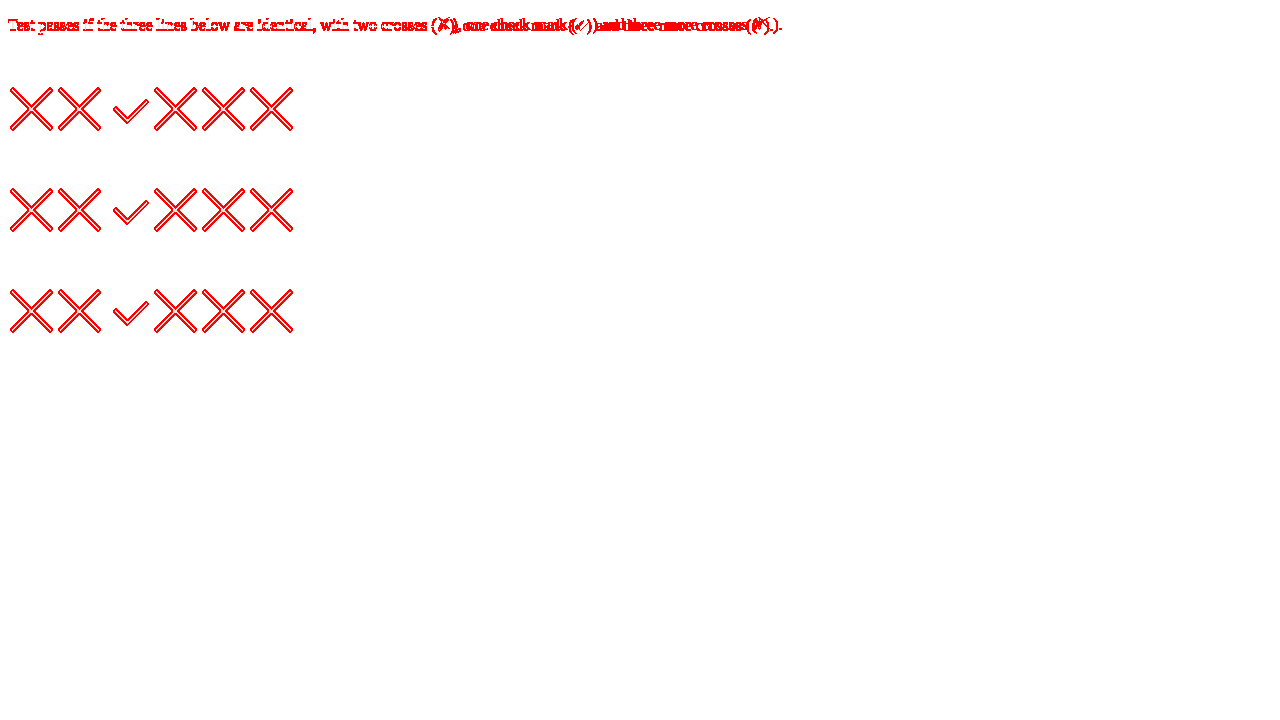 Test passes if the three lines below are identical, with two crosses (✗), one check mark (✓) and three more crosses (✗).
✗✗✓✗✗✗
✗✗✓✗✗✗
✗✗✓✗✗✗